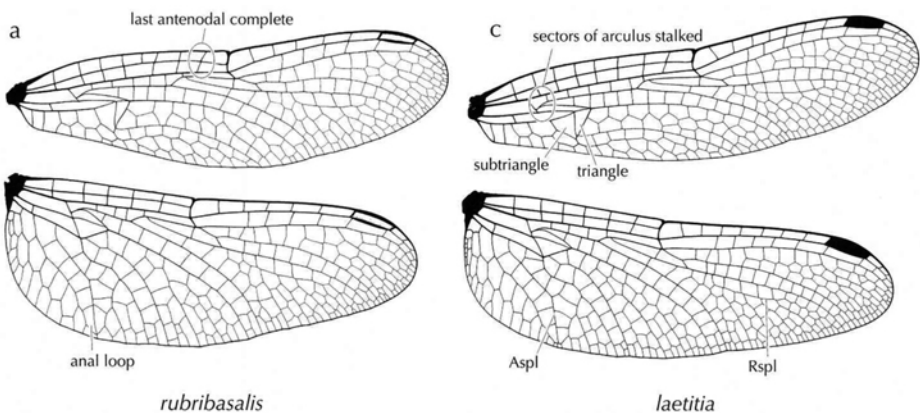 a
last antenodal complete
c
sectors of arculus stalked
subtriangle
triangle
anal loop
Aspl
Rspl
rubribasalis
laetitia